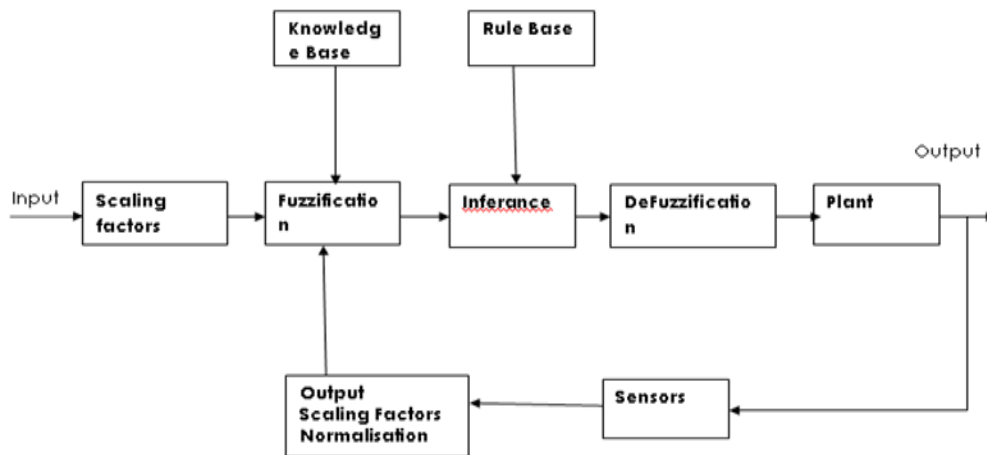 Knowledg
e Base
Rule Base
Output
Input
Scaling
factors
Fuzzificatio
n
Inferance
DeFuzzificatio
n
Plant
Output
Scaling Factors
Normalisation
Sensors